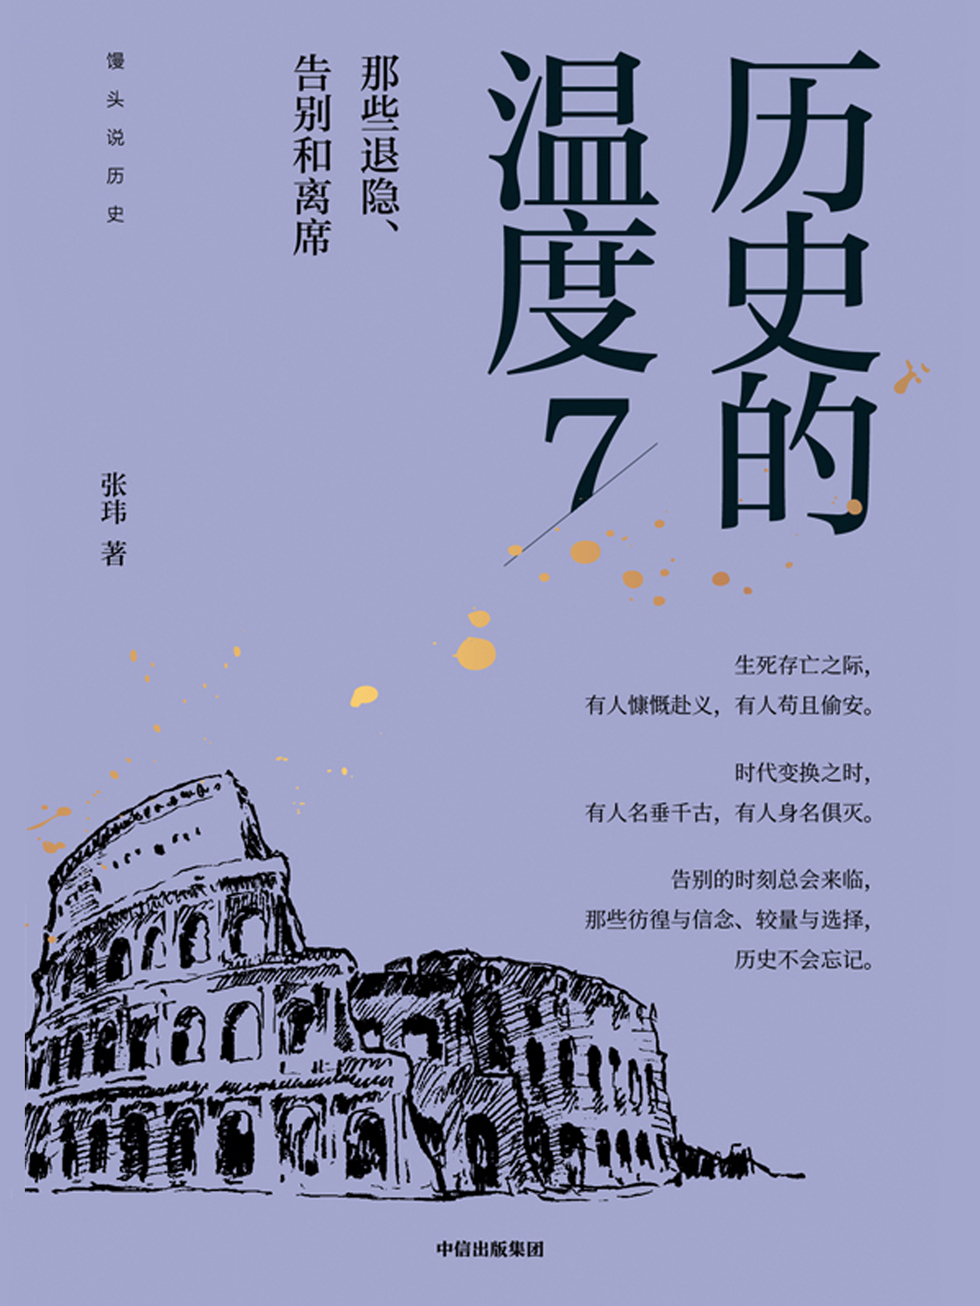 历史的
温度7
那些退隐、
告别和离席
馒头说历史
张玮 著
生死存亡之际，
有人慷慨赴义，有人苟且偷安。
时代变换之时，
有人名垂千古，有人身名俱灭。
告别的时刻总会来临，
那些彷徨与信念、较量与选择，
历史不会忘记。
中信出版集团